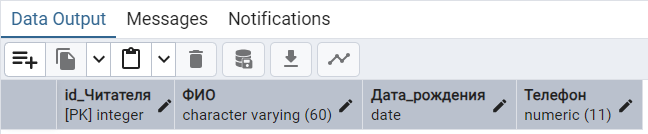 Data Output Messages Notifications
id_Читателя ФИО Дата_рождения Телефон
[PK] integer character varying (60) date numeric (11)